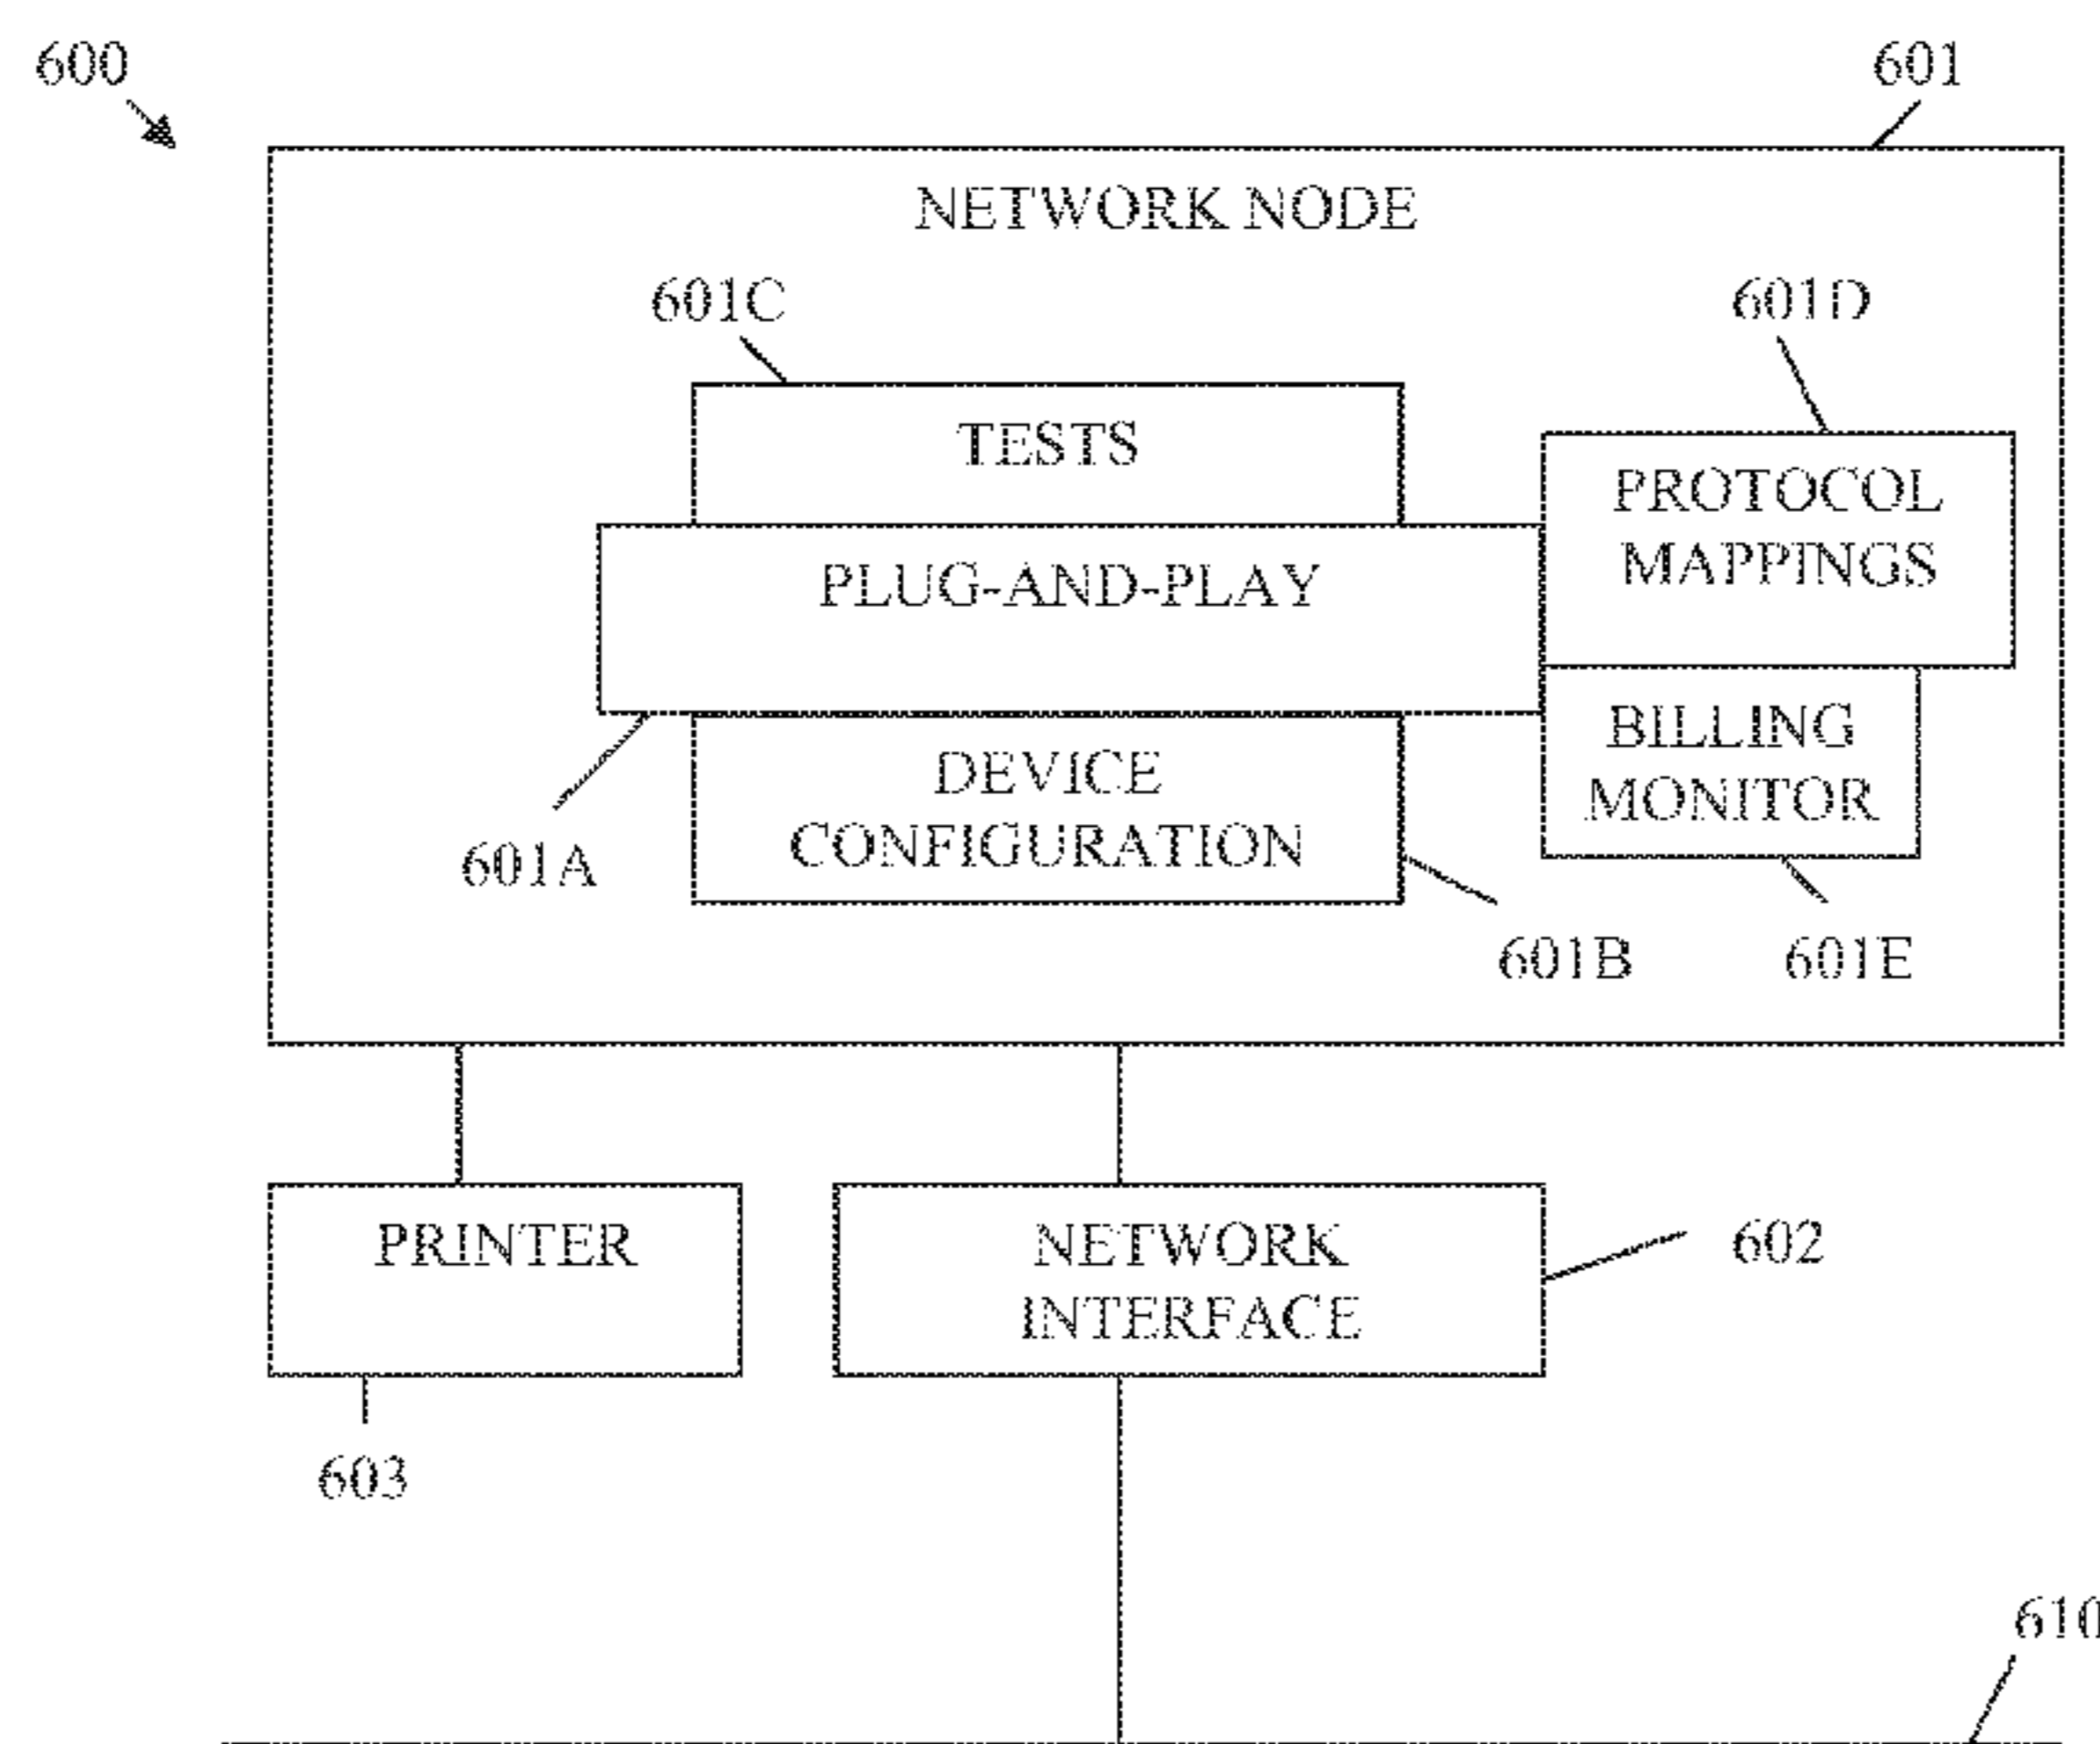 600
601
NETWORK NODE
601C
601D
TESTS
PROTOCOL
MAPPINGS
PLUG-AND-PLAY
BILLING
MONITOR
DEVICE
CONFIGURATION
601A
601B
601E
PRINTER
NETWORK
INTERFACE
602
603
610